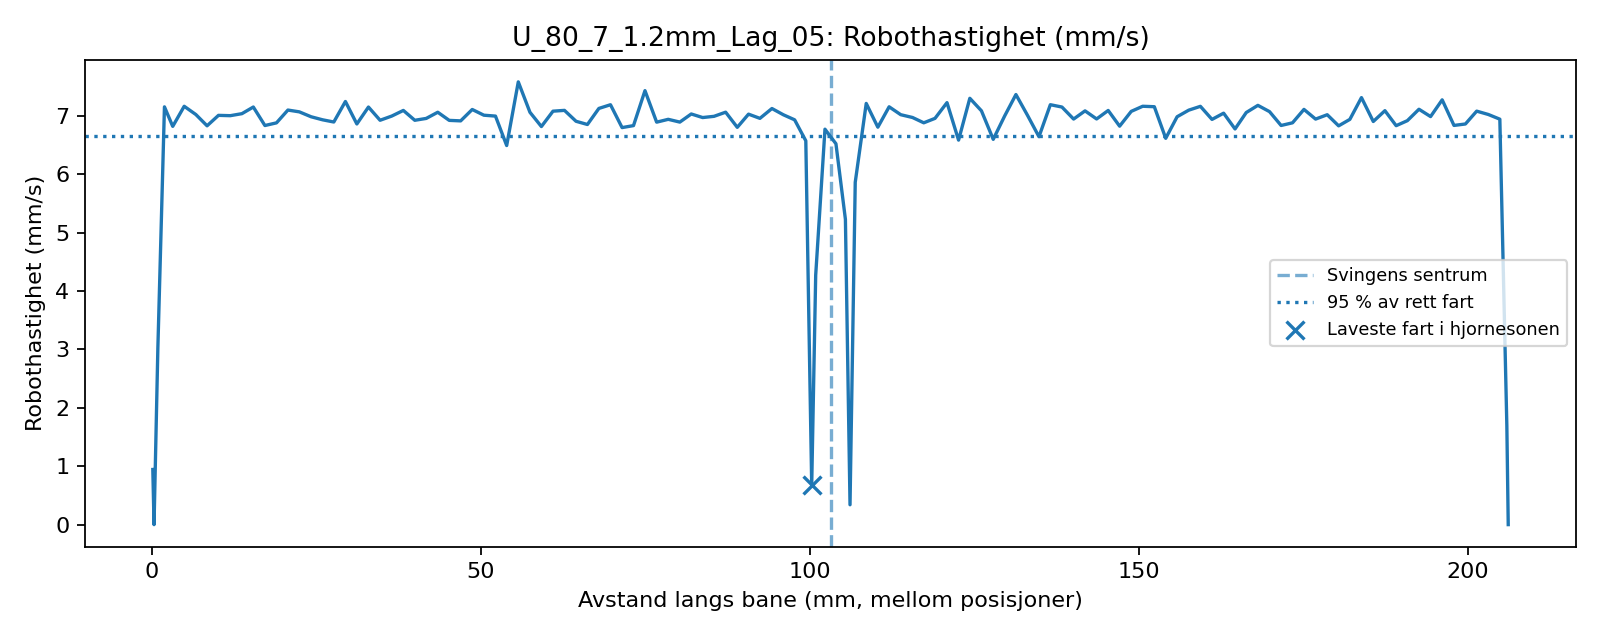 U_80_7_1.2mm_Lag_05: Robothastighet (mm/s)
Robothastighet (mm/s)
7
6
5
4
3
2
1
0
Svingens sentrum
95 % av rett fart
Laveste fart i hjornesonen
0 50 100 150 200
Avstand langs bane (mm, mellom posisjoner)